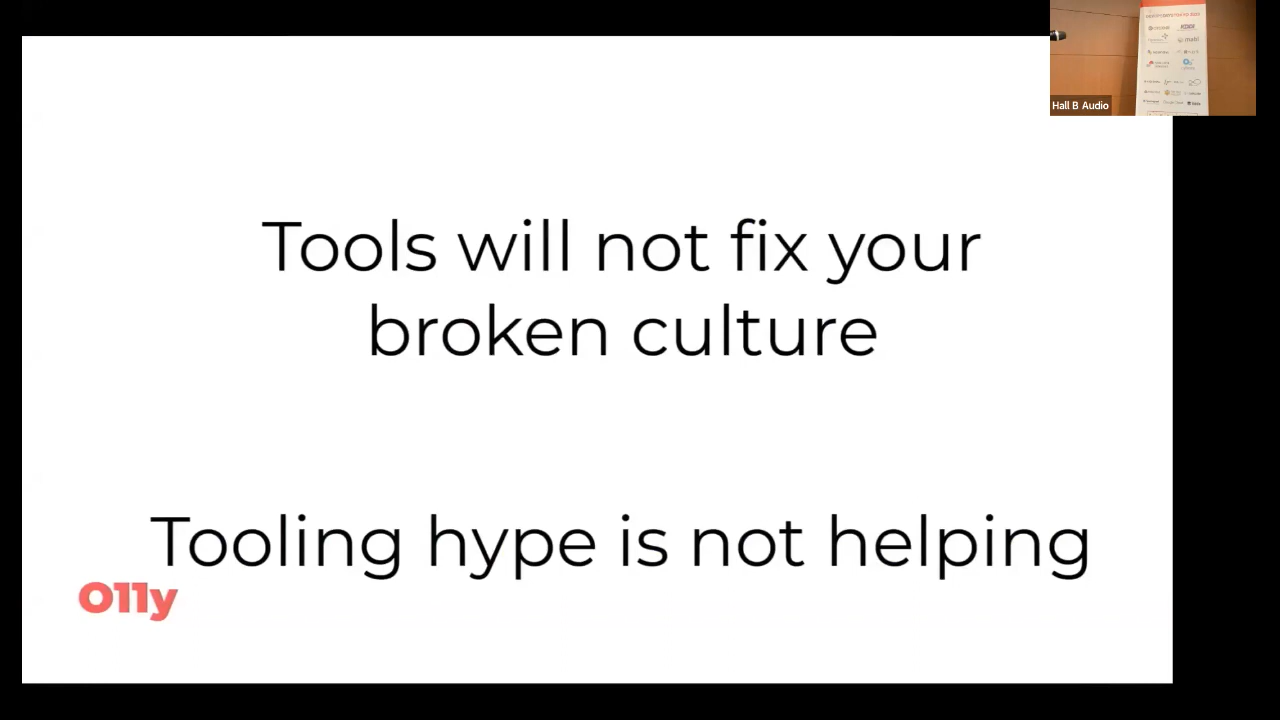 Tools will not fix your
broken culture
Tooling hype is not helping
O11y
Hall B Audio